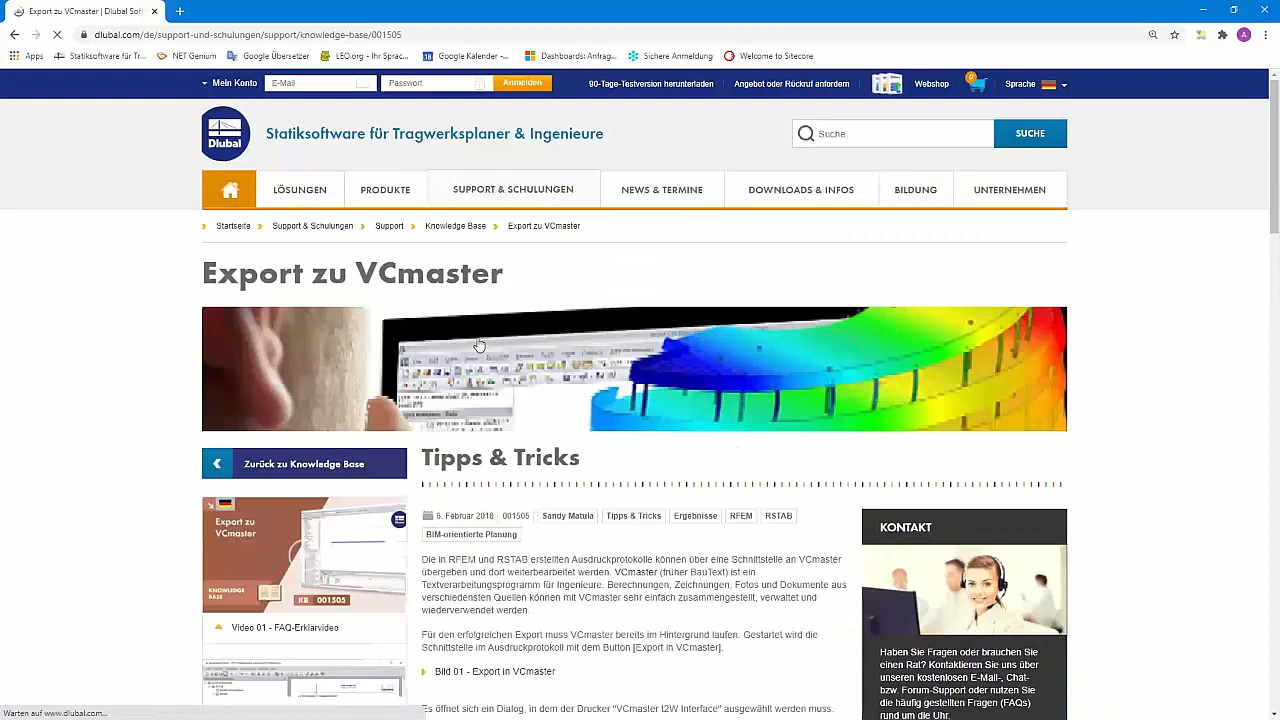 Export zu VCmaster | Dlubal Soft
dlubal.com/de/support-und-schulungen/support/knowledge-base/001505
Apps
Statiksoftware für Tr...
NET Genium
Google Übersetzer
LEO.org - Ihr Sprac...
Google Kalender -...
Dashboards: Anfrag...
Sichere Anmeldung
Welcome to Sitecore
Mein Konto
E-Mail
Passwort
Anmelden
90-Tage-Testversion herunterladen
Angebot oder Rückruf anfordern
Webshop
0
Sprache
Dlubal
Statiksoftware für Tragwerksplaner & Ingenieure
Suche
SUCHE
LÖSUNGEN
PRODUKTE
SUPPORT & SCHULUNGEN
NEWS & TERMINE
DOWNLOADS & INFOS
BILDUNG
UNTERNEHMEN
Startseite
Support & Schulungen
Support
Knowledge Base
Export zu VCmaster
Export zu VCmaster
Zurück zu Knowledge Base
Export zu
VCmaster
KNOWLEDGE
BASE
KB 001505
Video 01 - FAQ-Erklärvideo
Tipps & Tricks
6. Februar 2018
001505
Sandy Matula
Tipps & Tricks
Ergebnisse
RFEM
RSTAB
BIM-orientierte Planung
Die in RFEM und RSTAB erstellten Ausdruckprotokolle können über eine Schnittstelle an VCmaster
übergeben und dort weiterbearbeitet werden. VCmaster (früher BauText) ist ein
Textverarbeitungsprogramm für Ingenieure. Berechnungen, Zeichnungen, Fotos und Dokumente aus
verschiedensten Quellen können mit VCmaster sehr einfach zusammengestellt, verwaltet und
wiederverwendet werden.
Für den erfolgreichen Export muss VCmaster bereits im Hintergrund laufen. Gestartet wird die
Schnittstelle im Ausdruckprotokoll mit dem Button [Export in VCmaster].
Bild 01 - Export in VCmaster
Es öffnet sich ein Dialog, in dem der Drucker "VCmaster t2W Interface" ausgewählt werden muss.
KONTAKT
Haben Sie Fragen oder brauchen Sie
einen Rat? Kontaktieren Sie uns über
unseren kostenlosen E-Mail-, Chat-
bzw. Forum-Support oder nutzen Sie
die häufig gestellten Fragen (FAQs)
rund um die Uhr.
Warten auf www.dlubal.com...